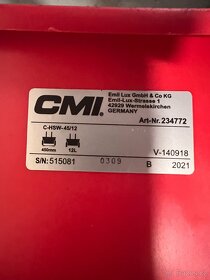 CMI
Emil Lux GmbH & Co KG
Emil-Lux-Strasse 1
42929 Wermelskirchen
GERMANY
Art-Nr. 234772
C-HSW-45/12
450mm 12L
V-140918
S/N: 515081 0309 B 2021